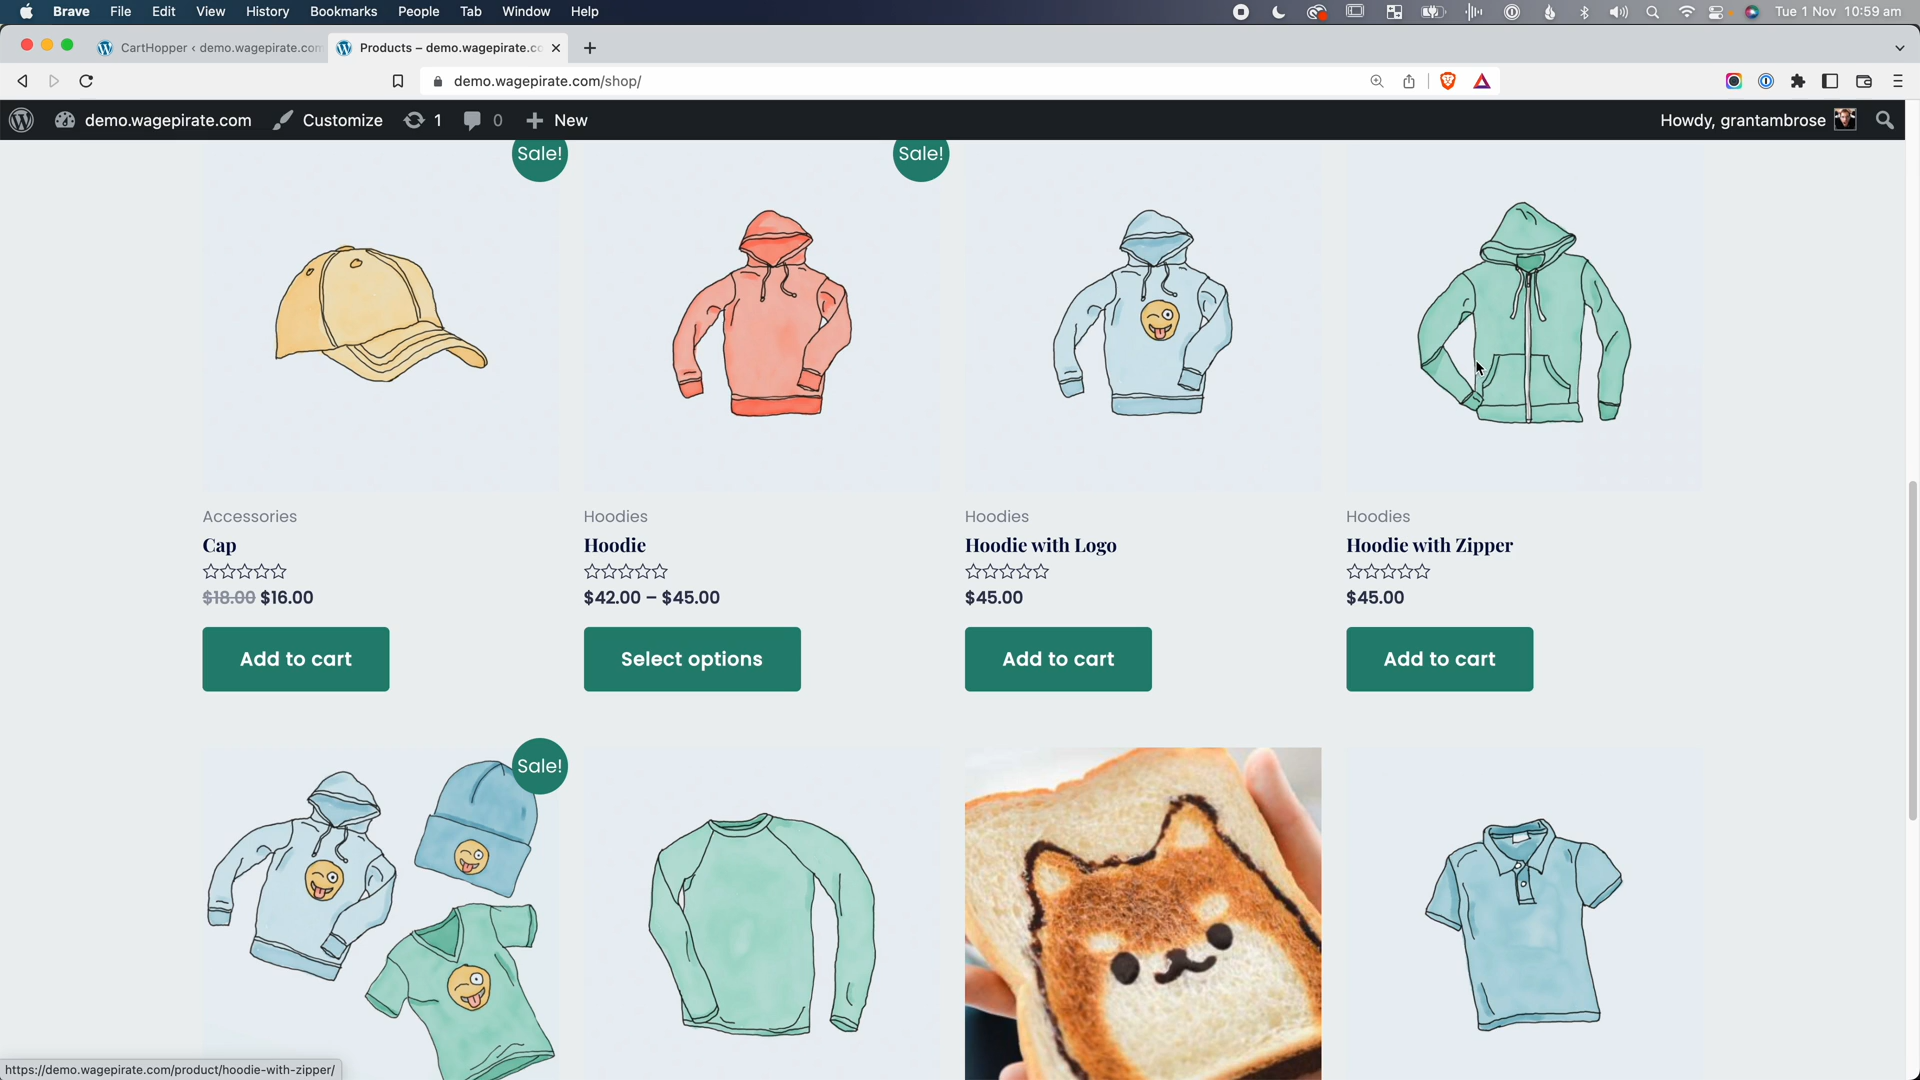 Brave File Edit View History Bookmarks People Tab Window Help
Tue 1 Nov 10:59 am
CartHopper ‹ demo.wagepirate.com
Products – demo.wagepirate.co
demo.wagepirate.com/shop/
demo.wagepirate.com Customize 1 0 New
Howdy, grantambrose
Sale!
Sale!
Accessories
Cap
$18.00 $16.00
Add to cart
Hoodies
Hoodie
$42.00 – $45.00
Select options
Hoodies
Hoodie with Logo
$45.00
Add to cart
Hoodies
Hoodie with Zipper
$45.00
Add to cart
Sale!
https://demo.wagepirate.com/product/hoodie-with-zipper/